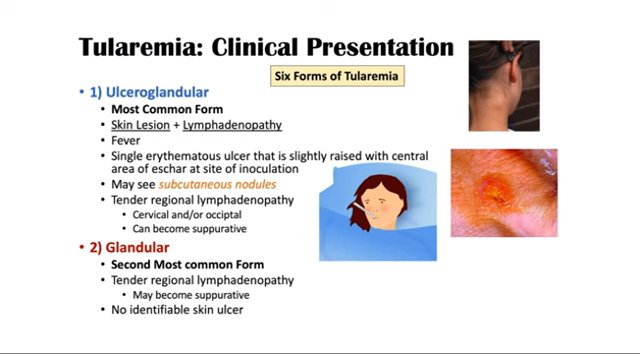 Tularemia: Clinical Presentation
Six Forms of Tularemia
1) Ulceroglandular
Most Common Form
Skin Lesion + Lymphadenopathy
Fever
Single erythematous ulcer that is slightly raised with central
area of eschar at site of inoculation
May see subcutaneous nodules
Tender regional lymphadenopathy
Cervical and/or occiptal
Can become suppurative
2) Glandular
Second Most common Form
Tender regional lymphadenopathy
May become suppurative
No identifiable skin ulcer